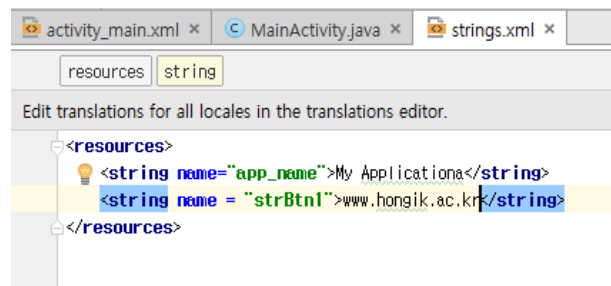 activity_main.xml × MainActivity.java × strings.xml ×
resources string
Edit translations for all locales in the translations editor.
<resources>
<string name="app_name">My Applicationa</string>
<string name = "strBtn1">www.hongik.ac.kr</string>
</resources>